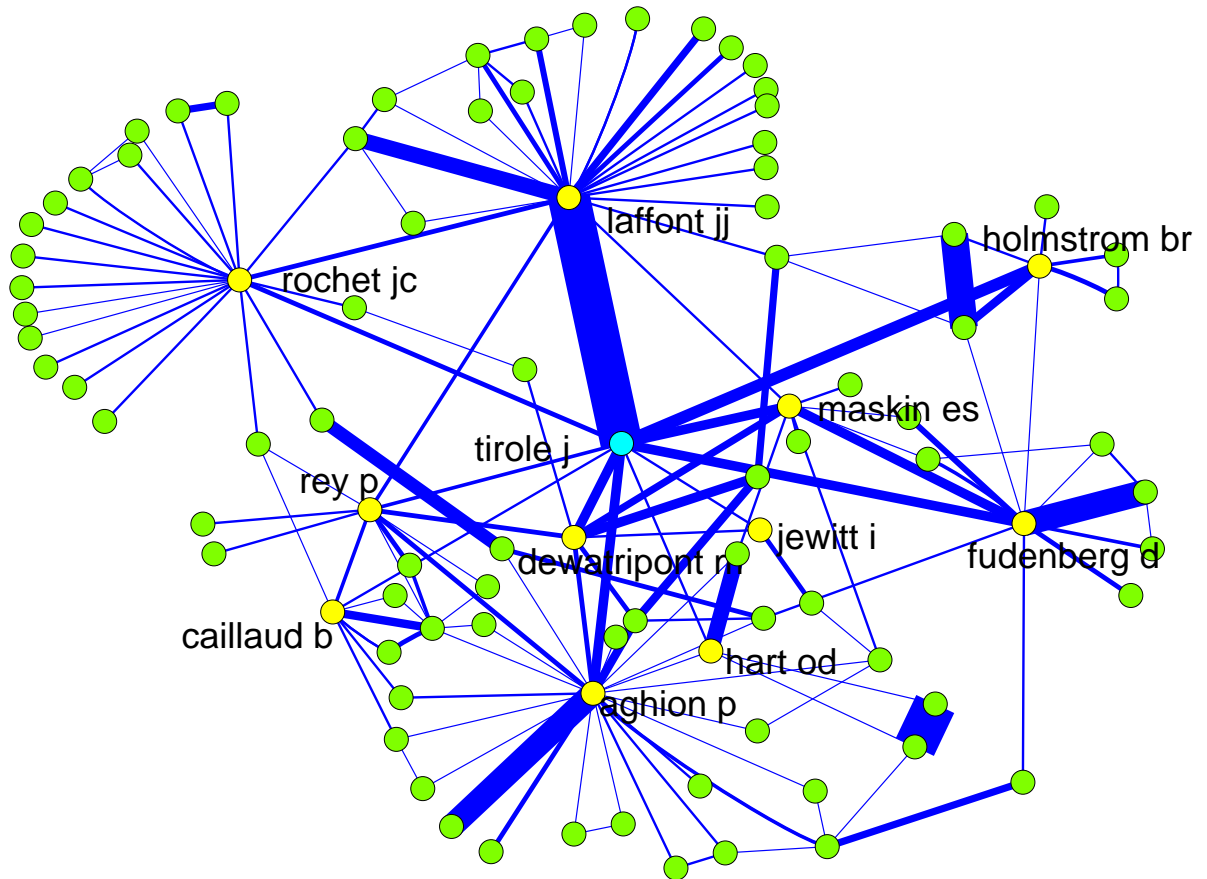 laffont jj
holmstrom br
rochet jc
maskin es
tirole j
rey p
jewitt i
dewatripont m
fudenberg d
caillaud b
hart od
aghion p